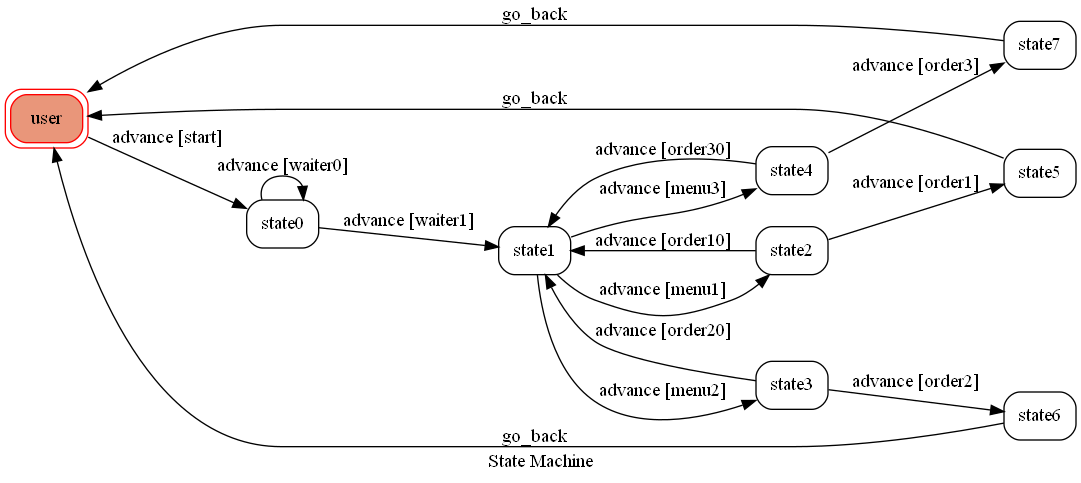 go_back
state7
advance [order3]
go_back
user
advance [start]
advance [waiter0]
advance [order30]
state4
state5
advance [order1]
advance [menu3]
state0
advance [waiter1]
advance [order10]
state1
state2
advance [menu1]
advance [order20]
advance [menu2]
state3
advance [order2]
state6
go_back
State Machine